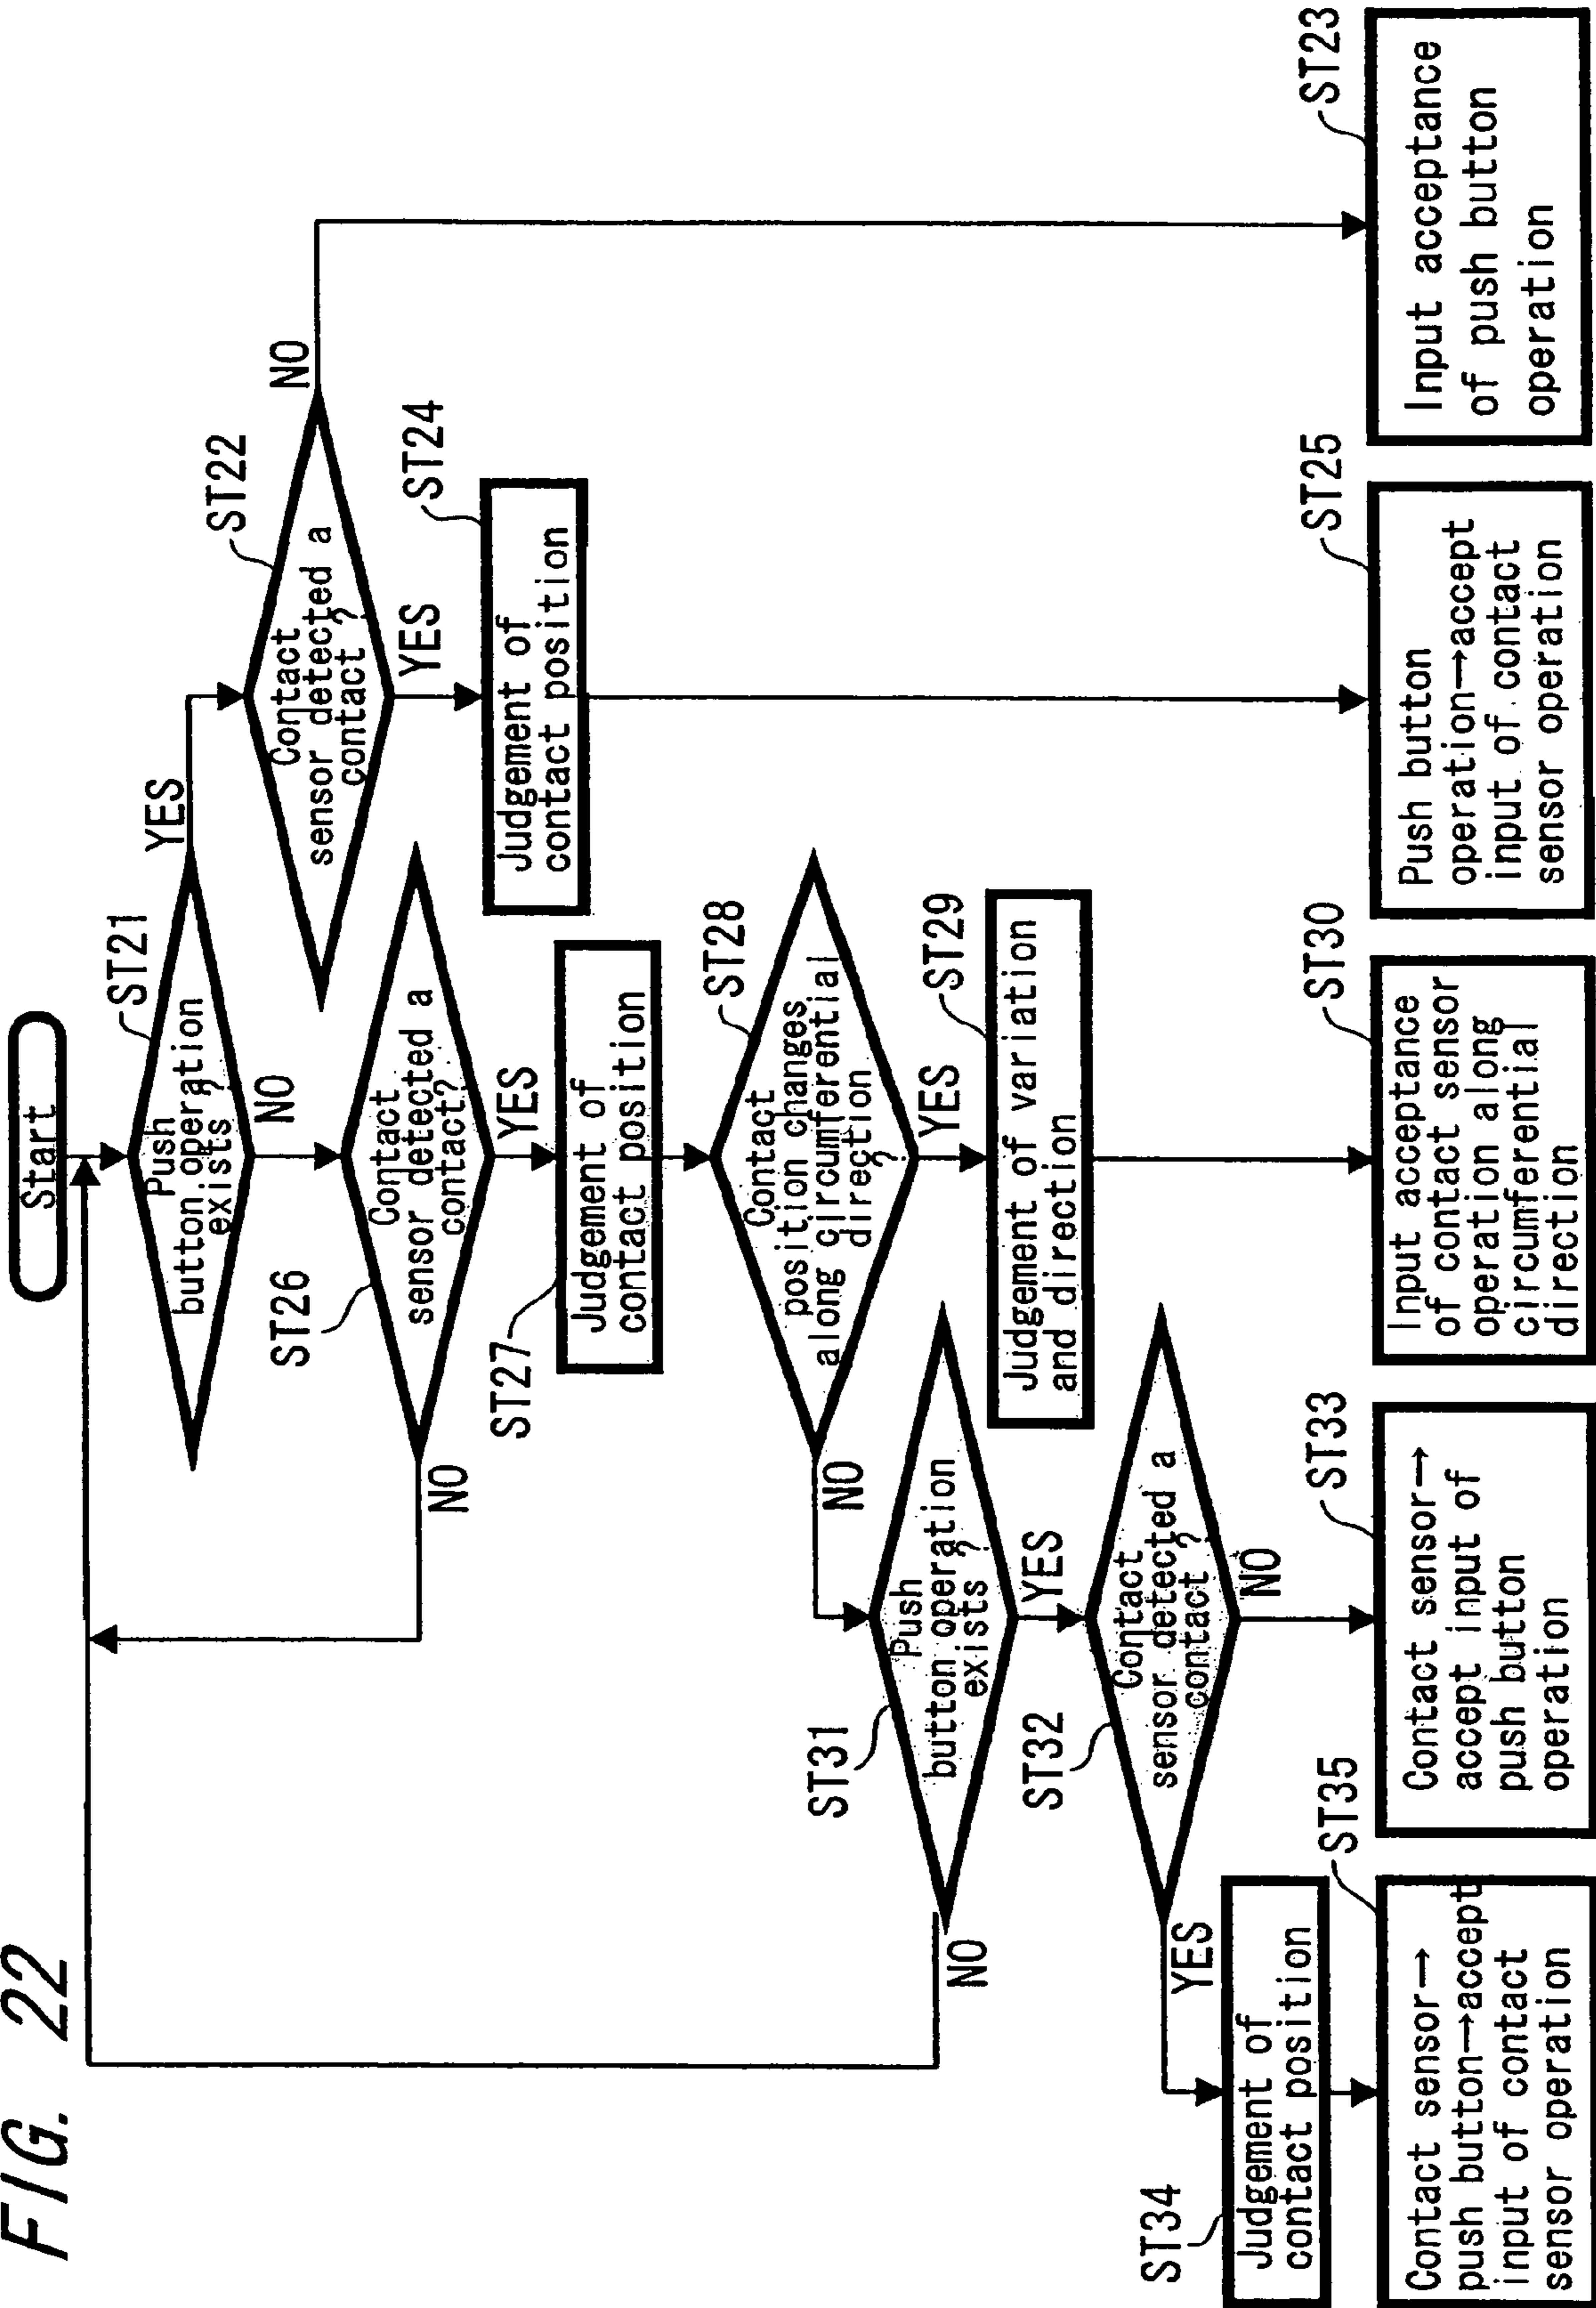 FIG. 22
Start
ST21
Push
button operation
exists ?
YES
NO
ST22
Contact
sensor detected a
contact ?
NO
YES
ST24
Judgement of
contact position
ST26
Contact
sensor detected a
contact?
NO
YES
ST27
Judgement of
contact position
ST28
Contact
position changes
along circumferential
direction
?
NO
YES
ST29
Judgement of variation
and direction
ST31
Push
button operation
exists ?
NO
YES
ST32
Contact
sensor detected a
contact ?
YES
NO
ST34
Judgement of
contact position
ST35
Contact sensor→
push button→accept
input of contact
sensor operation
ST33
Contact sensor→
accept input of
push button
operation
ST30
Input acceptance
of contact sensor
operation along
circumferential
direction
ST25
Push button
operation→accept
input of contact
sensor operation
ST23
Input acceptance
of push button
operation